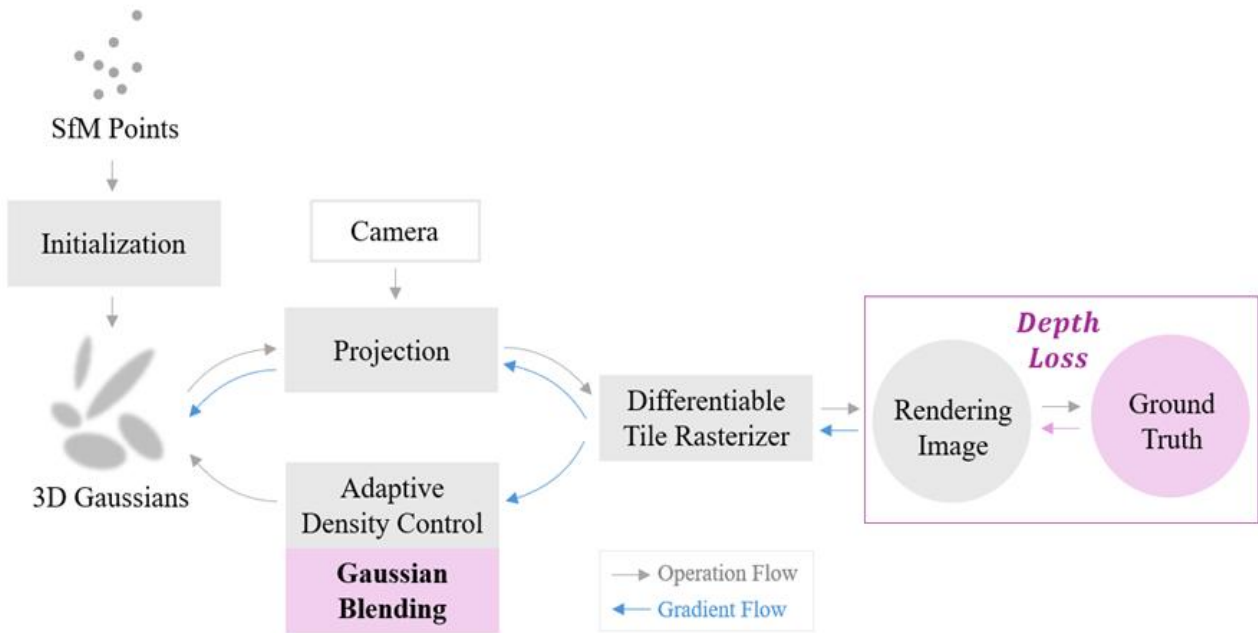 SfM Points
Initialization
Camera
Projection
3D Gaussians
Adaptive
Density Control
Gaussian
Blending
Differentiable
Tile Rasterizer
Depth
Loss
Rendering
Image
Ground
Truth
Operation Flow
Gradient Flow